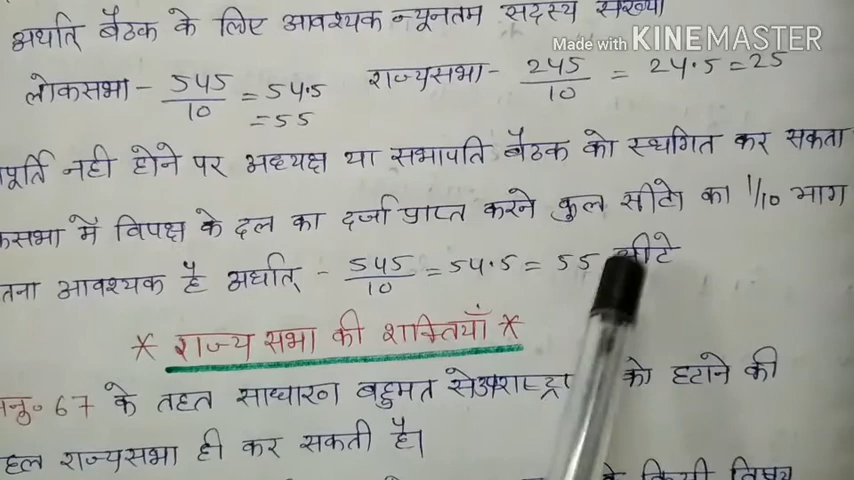 अर्थात् बैठक के लिए आवश्यक न्यूनतम सदस्य संख्या
Made with KINEMASTER
लोकसभा - 545/10 = 54.5 राज्यसभा - 245/10 = 24.5 = 25
= 55
पूर्ति नही होने पर अध्यक्ष या सभापति बैठक को स्थगित कर सकता
कसभा में विपक्ष के दल का दर्जा प्राप्त करने कुल सीटो का 1/10 भाग
तना आवश्यक है अर्थात् - 545/10 = 54.5 = 55 सीटे
* राज्य सभा की शक्तियाँ *
नु॰ 67 के तहत साधारण बहुमत से को हटाने की
हल राज्यसभा ही कर सकती है।
के किसी विषय